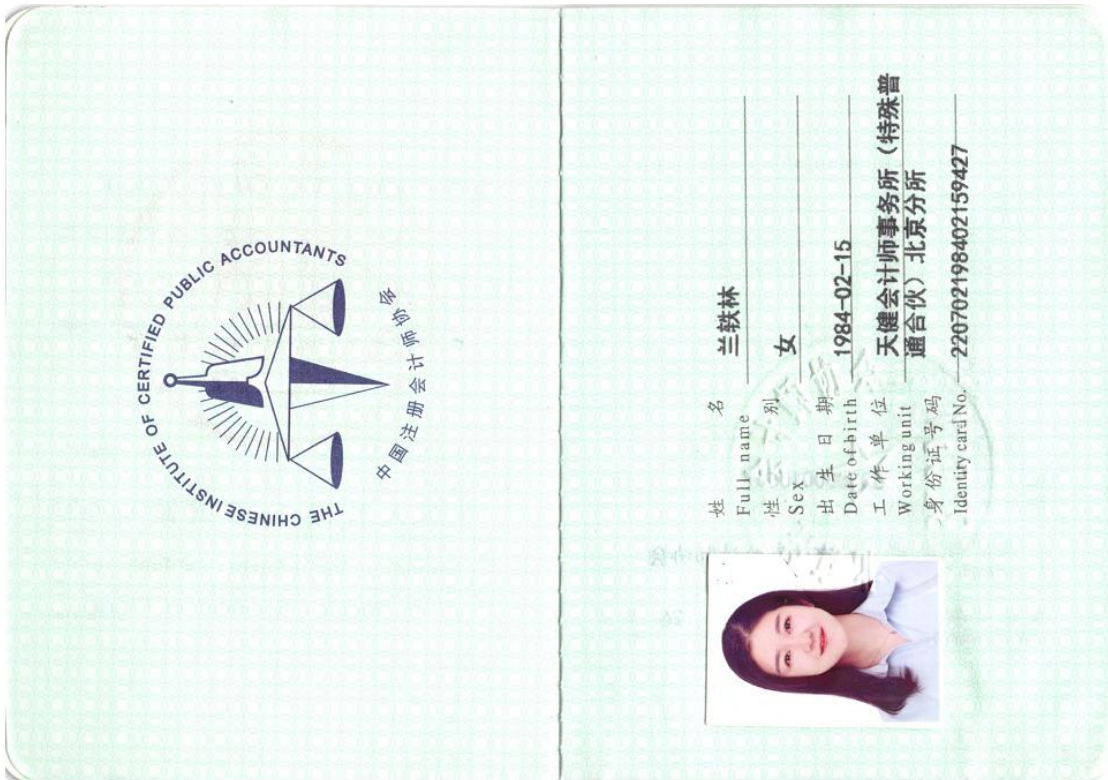 THE CHINESE INSTITUTE OF CERTIFIED PUBLIC ACCOUNTANTS
中国注册会计师协会
姓 名 兰轶林
Full name
性 别 女
Sex
出 生 日 期 1984-02-15
Date of birth
工 作 单 位 天健会计师事务所（特殊普
Working unit 通合伙）北京分所
身份证号码 220702198402159427
Identity card No.